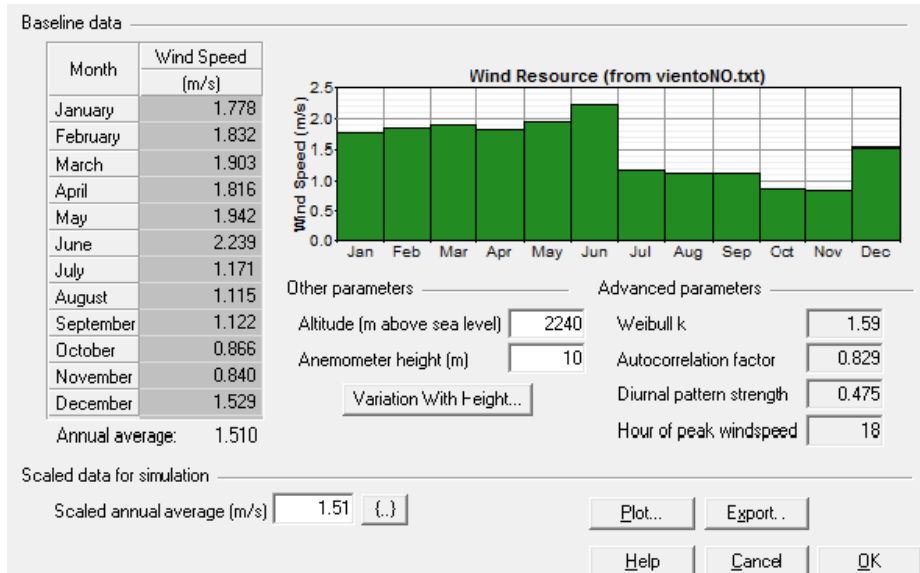 Baseline data
Month Wind Speed
(m/s)
January 1.778
February 1.832
March 1.903
April 1.816
May 1.942
June 2.239
July 1.171
August 1.115
September 1.122
October 0.866
November 0.840
December 1.529
Annual average: 1.510
Wind Resource (from vientoNO.txt)
Wind Speed (m/s)
2.5
2.0
1.5
1.0
0.5
0.0
Jan Feb Mar Apr May Jun Jul Aug Sep Oct Nov Dec
Other parameters
Altitude (m above sea level) 2240
Anemometer height (m) 10
Variation With Height...
Advanced parameters
Weibull k 1.59
Autocorrelation factor 0.829
Diurnal pattern strength 0.475
Hour of peak windspeed 18
Scaled data for simulation
Scaled annual average (m/s) 1.51 {..}
Plot... Export..
Help Cancel OK